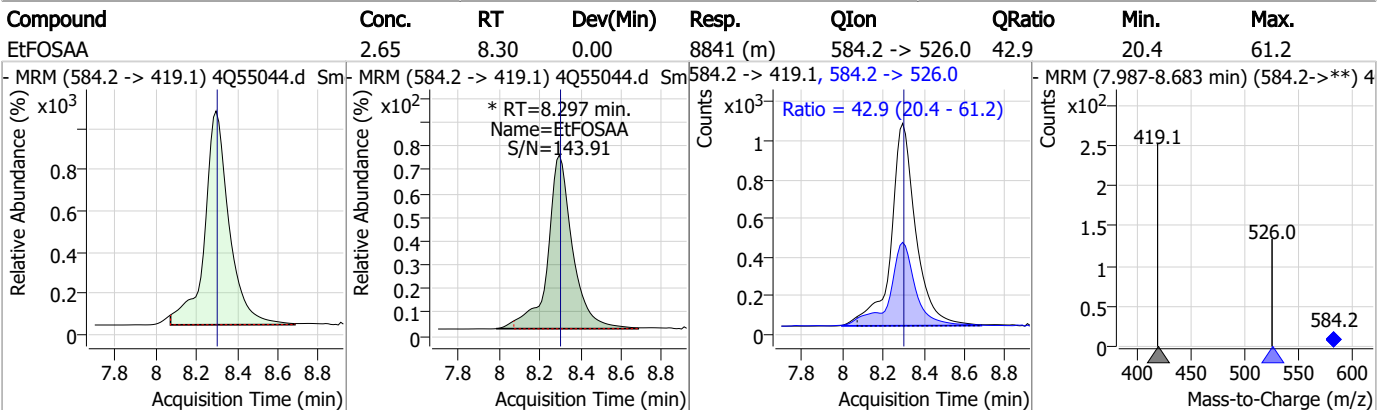 Compound Conc. RT Dev(Min) Resp. QIon QRatio Min. Max.
EtFOSAA 2.65 8.30 0.00 8841 (m) 584.2 -> 526.0 42.9 20.4 61.2
- MRM (584.2 -> 419.1) 4Q55044.d Sm
x10³
Relative Abundance (%)
0.8
0.6
0.4
0.2
0
7.8 8 8.2 8.4 8.6 8.8
Acquisition Time (min)
- MRM (584.2 -> 419.1) 4Q55044.d Sm
x10²
* RT=8.297 min.
Name=EtFOSAA
S/N=143.91
Relative Abundance (%)
0.8
0.7
0.6
0.5
0.4
0.3
0.2
0.1
0
7.8 8 8.2 8.4 8.6 8.8
Acquisition Time (min)
584.2 -> 419.1, 584.2 -> 526.0
x10³
Ratio = 42.9 (20.4 - 61.2)
Counts
1
0.8
0.6
0.4
0.2
0
7.8 8 8.2 8.4 8.6 8.8
Acquisition Time (min)
- MRM (7.987-8.683 min) (584.2->**) 4
x10²
Counts
2.5
2
1.5
1
0.5
0
419.1
526.0
584.2
400 450 500 550 600
Mass-to-Charge (m/z)